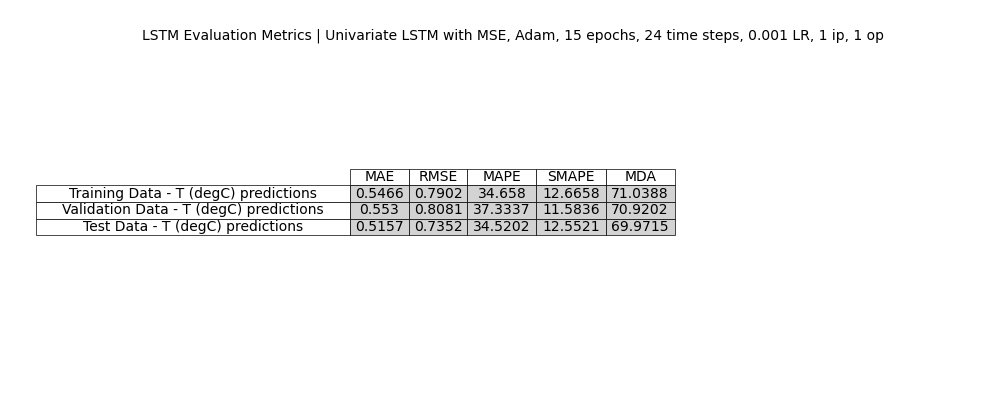 LSTM Evaluation Metrics | Univariate LSTM with MSE, Adam, 15 epochs, 24 time steps, 0.001 LR, 1 ip, 1 op
MAE RMSE MAPE SMAPE MDA
Training Data - T (degC) predictions 0.5466 0.7902 34.658 12.6658 71.0388
Validation Data - T (degC) predictions 0.553 0.8081 37.3337 11.5836 70.9202
Test Data - T (degC) predictions 0.5157 0.7352 34.5202 12.5521 69.9715